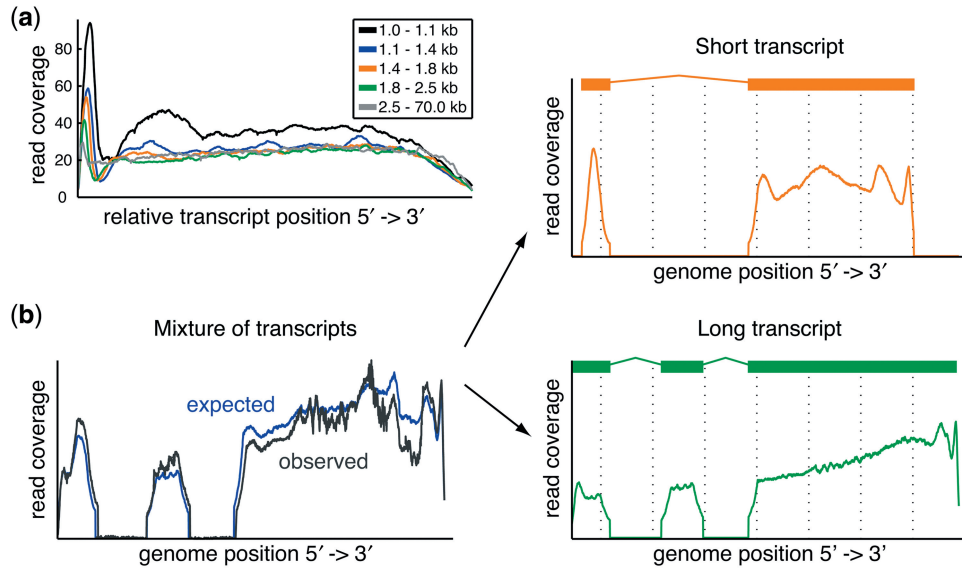 (a)
read coverage
80
60
40
20
0
1.0 - 1.1 kb
1.1 - 1.4 kb
1.4 - 1.8 kb
1.8 - 2.5 kb
2.5 - 70.0 kb
relative transcript position 5′ -> 3′
Short transcript
read coverage
genome position 5′ -> 3′
(b)
Mixture of transcripts
read coverage
expected
observed
genome position 5′ -> 3′
Long transcript
read coverage
genome position 5' -> 3'